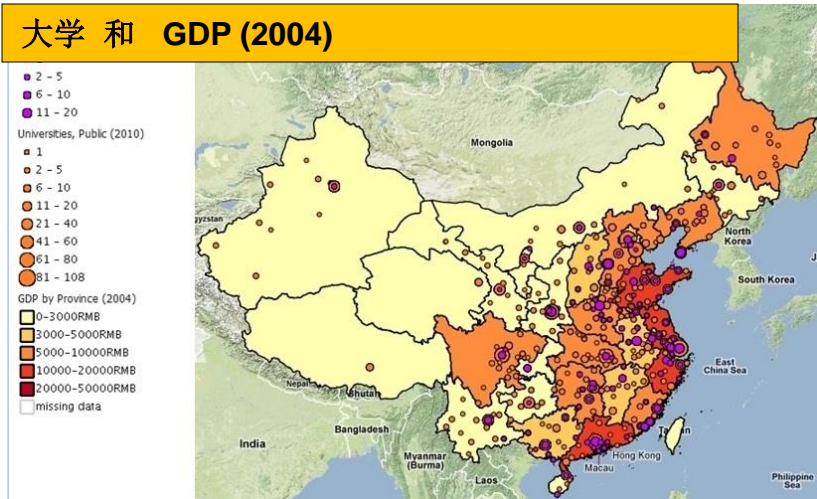 大学 和 GDP (2004)
2 - 5
6 - 10
11 - 20
Universities, Public (2010)
1
2 - 5
6 - 10
11 - 20
21 - 40
41 - 60
61 - 80
81 - 108
GDP by Province (2004)
0-3000RMB
3000-5000RMB
5000-10000RMB
10000-20000RMB
20000-50000RMB
missing data
Mongolia
gyzstan
North
Korea
South Korea
East
China Sea
Nepal
Bhutan
Bangladesh
India
Myanmar
(Burma)
Laos
Hong Kong
Macau
Philippine
Sea